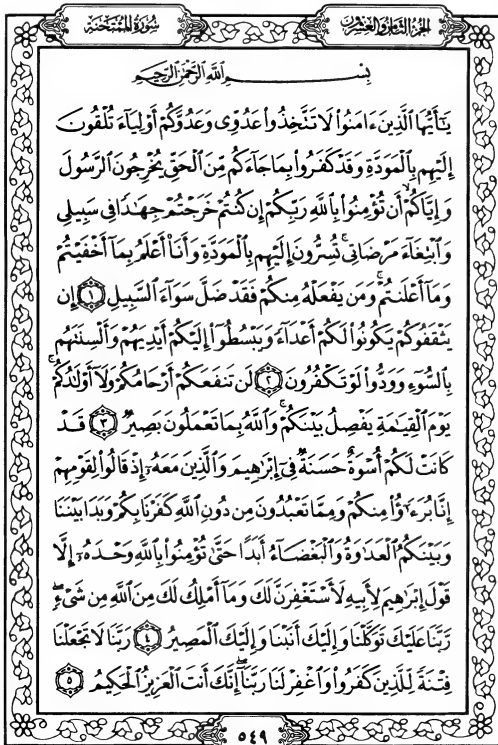 الجزء الثامن والعشرون
سورة الممتحنة
بِسْمِ اللَّهِ الرَّحْمَٰنِ الرَّحِيمِ
يَٰٓأَيُّهَا ٱلَّذِينَ ءَامَنُوا۟ لَا تَتَّخِذُوا۟ عَدُوِّى وَعَدُوَّكُمْ أَوْلِيَآءَ تُلْقُونَ
إِلَيْهِم بِٱلْمَوَدَّةِ وَقَدْ كَفَرُوا۟ بِمَا جَآءَكُم مِّنَ ٱلْحَقِّ يُخْرِجُونَ ٱلرَّسُولَ
وَإِيَّاكُمْ ۙ أَن تُؤْمِنُوا۟ بِٱللَّهِ رَبِّكُمْ إِن كُنتُمْ خَرَجْتُمْ جِهَٰدًا فِى سَبِيلِى
وَٱبْتِغَآءَ مَرْضَاتِى ۚ تُسِرُّونَ إِلَيْهِم بِٱلْمَوَدَّةِ وَأَنَا۠ أَعْلَمُ بِمَآ أَخْفَيْتُمْ
وَمَآ أَعْلَنتُمْ ۚ وَمَن يَفْعَلْهُ مِنكُمْ فَقَدْ ضَلَّ سَوَآءَ ٱلسَّبِيلِ ١ إِن
يَثْقَفُوكُمْ يَكُونُوا۟ لَكُمْ أَعْدَآءً وَيَبْسُطُوٓا۟ إِلَيْكُمْ أَيْدِيَهُمْ وَأَلْسِنَتَهُم
بِٱلسُّوٓءِ وَوَدُّوا۟ لَوْ تَكْفُرُونَ ٢ لَن تَنفَعَكُمْ أَرْحَامُكُمْ وَلَآ أَوْلَٰدُكُمْ ۚ
يَوْمَ ٱلْقِيَٰمَةِ يَفْصِلُ بَيْنَكُمْ ۚ وَٱللَّهُ بِمَا تَعْمَلُونَ بَصِيرٌ ٣ قَدْ
كَانَتْ لَكُمْ أُسْوَةٌ حَسَنَةٌ فِىٓ إِبْرَٰهِيمَ وَٱلَّذِينَ مَعَهُۥٓ إِذْ قَالُوا۟ لِقَوْمِهِمْ
إِنَّا بُرَءَٰٓؤُا۟ مِنكُمْ وَمِمَّا تَعْبُدُونَ مِن دُونِ ٱللَّهِ كَفَرْنَا بِكُمْ وَبَدَا بَيْنَنَا
وَبَيْنَكُمُ ٱلْعَدَٰوَةُ وَٱلْبَغْضَآءُ أَبَدًا حَتَّىٰ تُؤْمِنُوا۟ بِٱللَّهِ وَحْدَهُۥٓ إِلَّا
قَوْلَ إِبْرَٰهِيمَ لِأَبِيهِ لَأَسْتَغْفِرَنَّ لَكَ وَمَآ أَمْلِكُ لَكَ مِنَ ٱللَّهِ مِن شَىْءٍ ۖ
رَّبَّنَا عَلَيْكَ تَوَكَّلْنَا وَإِلَيْكَ أَنَبْنَا وَإِلَيْكَ ٱلْمَصِيرُ ٤ رَبَّنَا لَا تَجْعَلْنَا
فِتْنَةً لِّلَّذِينَ كَفَرُوا۟ وَٱغْفِرْ لَنَا رَبَّنَآ ۖ إِنَّكَ أَنتَ ٱلْعَزِيزُ ٱلْحَكِيمُ ٥
٥٤٩